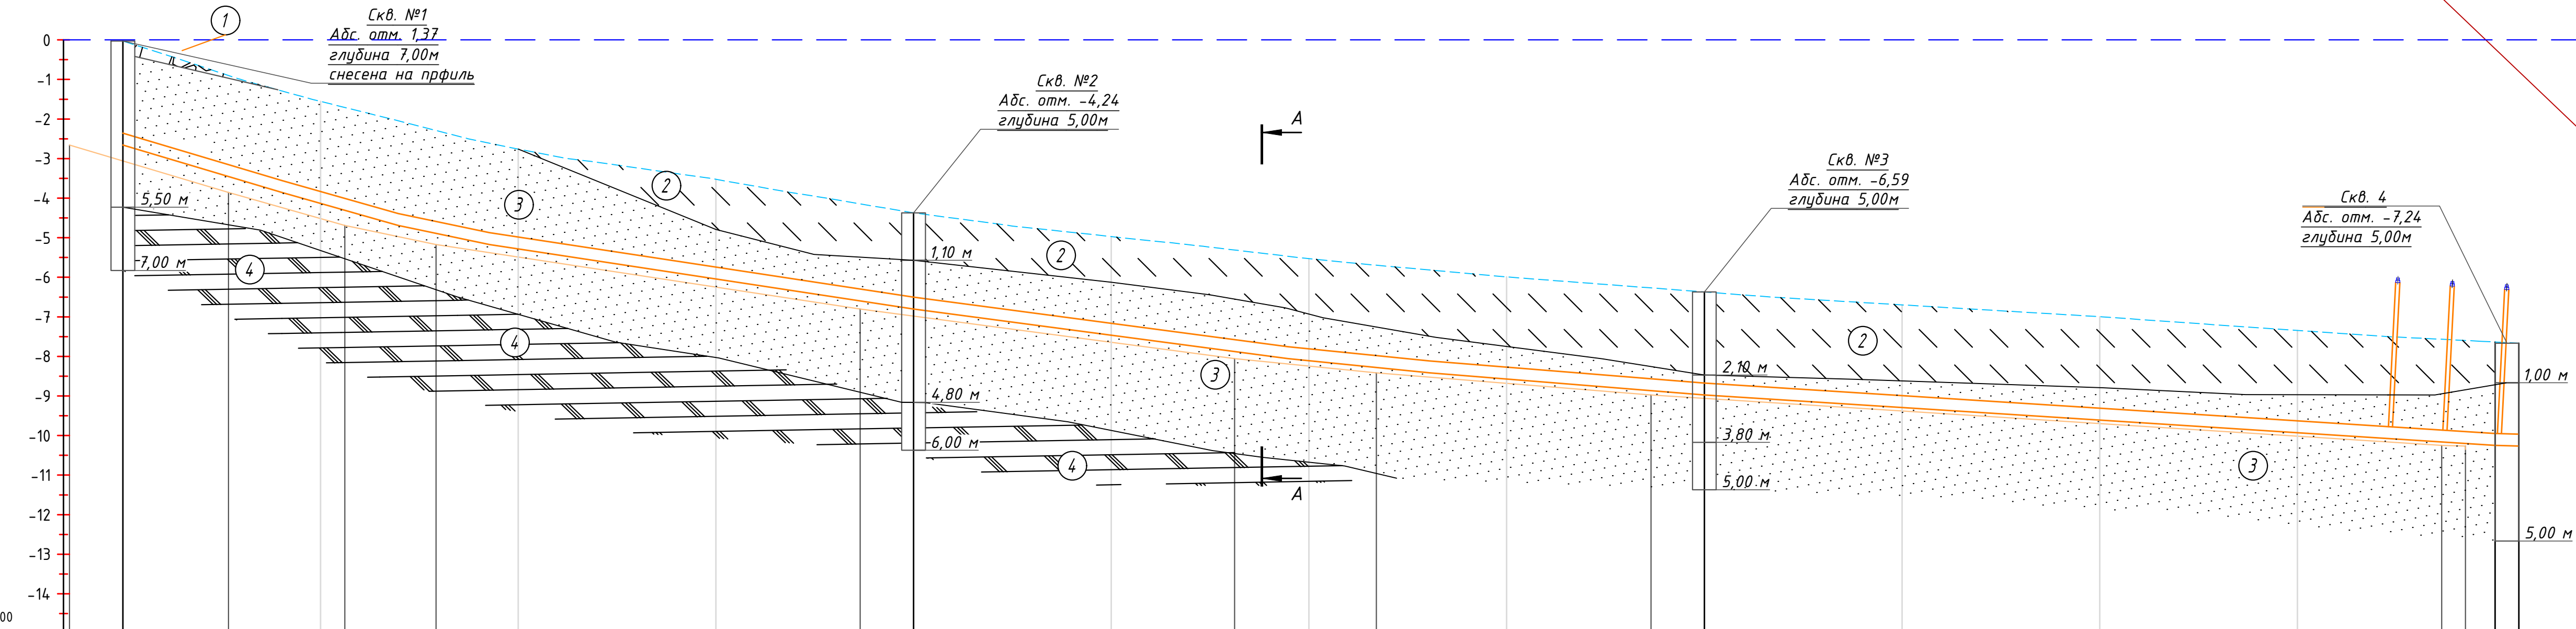 1
Скв. №1
Абс. отм. 1,37
глубина 7,00м
снесена на прфиль
Скв. №2
Абс. отм. -4,24
глубина 5,00м
А
Скв. №3
Абс. отм. -6,59
глубина 5,00м
Скв. 4
Абс. отм. -7,24
глубина 5,00м
0
-1
-2
-3
-4
-5
-6
-7
-8
-9
-10
-11
-12
-13
-14
00
5,50 м
7,00 м
3
2
4
4
1,10 м
2
4,80 м
6,00 м
4
3
А
2,10 м
3,80 м
5,00 м
2
3
1,00 м
5,00 м